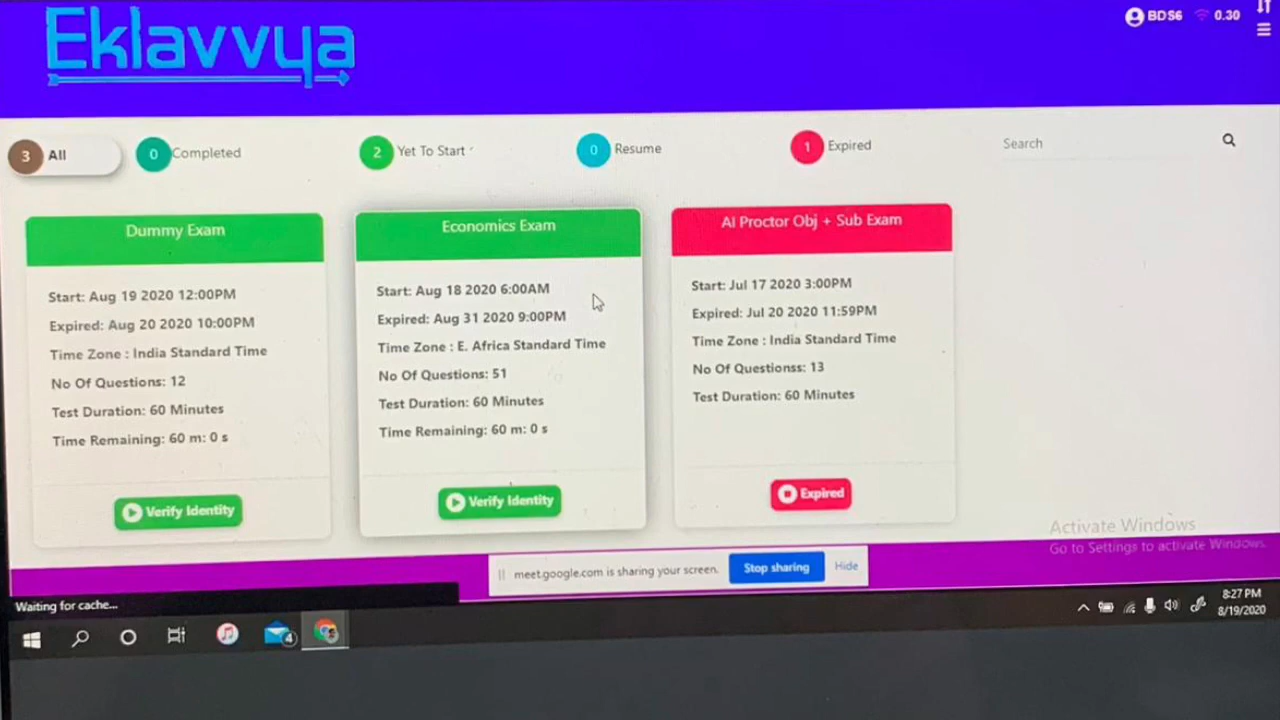 Eklavvya
BDS6 0.30
3 All
0 Completed
2 Yet To Start
0 Resume
1 Expired
Search
Dummy Exam
Start: Aug 19 2020 12:00PM
Expired: Aug 20 2020 10:00PM
Time Zone : India Standard Time
No Of Questions: 12
Test Duration: 60 Minutes
Time Remaining: 60 m: 0 s
Verify Identity
Economics Exam
Start: Aug 18 2020 6:00AM
Expired: Aug 31 2020 9:00PM
Time Zone : E. Africa Standard Time
No Of Questions: 51
Test Duration: 60 Minutes
Time Remaining: 60 m: 0 s
Verify Identity
AI Proctor Obj + Sub Exam
Start: Jul 17 2020 3:00PM
Expired: Jul 20 2020 11:59PM
Time Zone : India Standard Time
No Of Questionss: 13
Test Duration: 60 Minutes
Expired
Activate Windows
Go to Settings to activate Windows.
meet.google.com is sharing your screen.
Stop sharing
Hide
Waiting for cache...
4
8:27 PM
8/19/2020